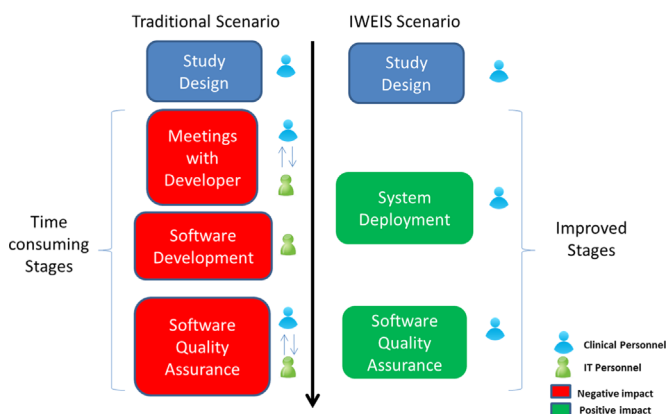 Traditional Scenario
IWEIS Scenario
Study
Design
Study
Design
Meetings
with
Developer
Time
consuming
Stages
Software
Development
System
Deployment
Improved
Stages
Software
Quality
Assurance
Software
Quality
Assurance
Clinical Personnel
IT Personnel
Negative impact
Positive impact